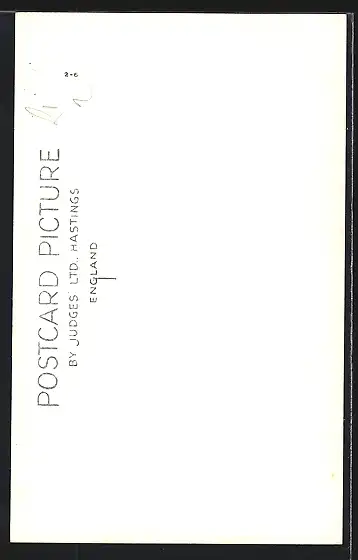 POSTCARD PICTURE
BY JUDGES LTD., HASTINGS
ENGLAND
2-6